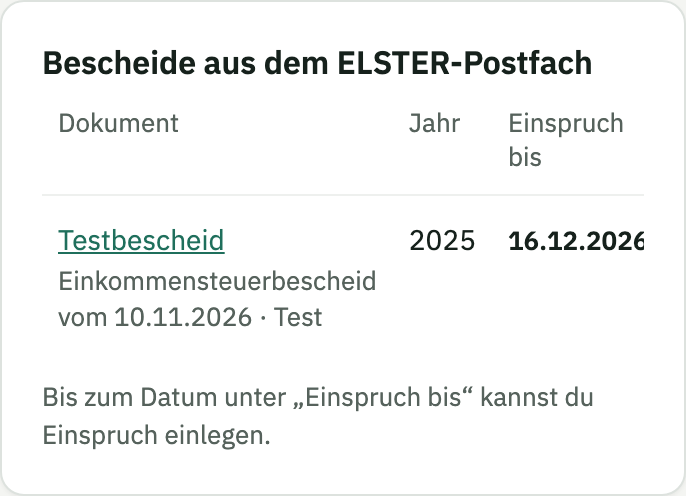 Bescheide aus dem ELSTER-Postfach
Dokument Jahr Einspruch bis
Testbescheid 2025 16.12.2026
Einkommensteuerbescheid
vom 10.11.2026 · Test
Bis zum Datum unter „Einspruch bis“ kannst du
Einspruch einlegen.